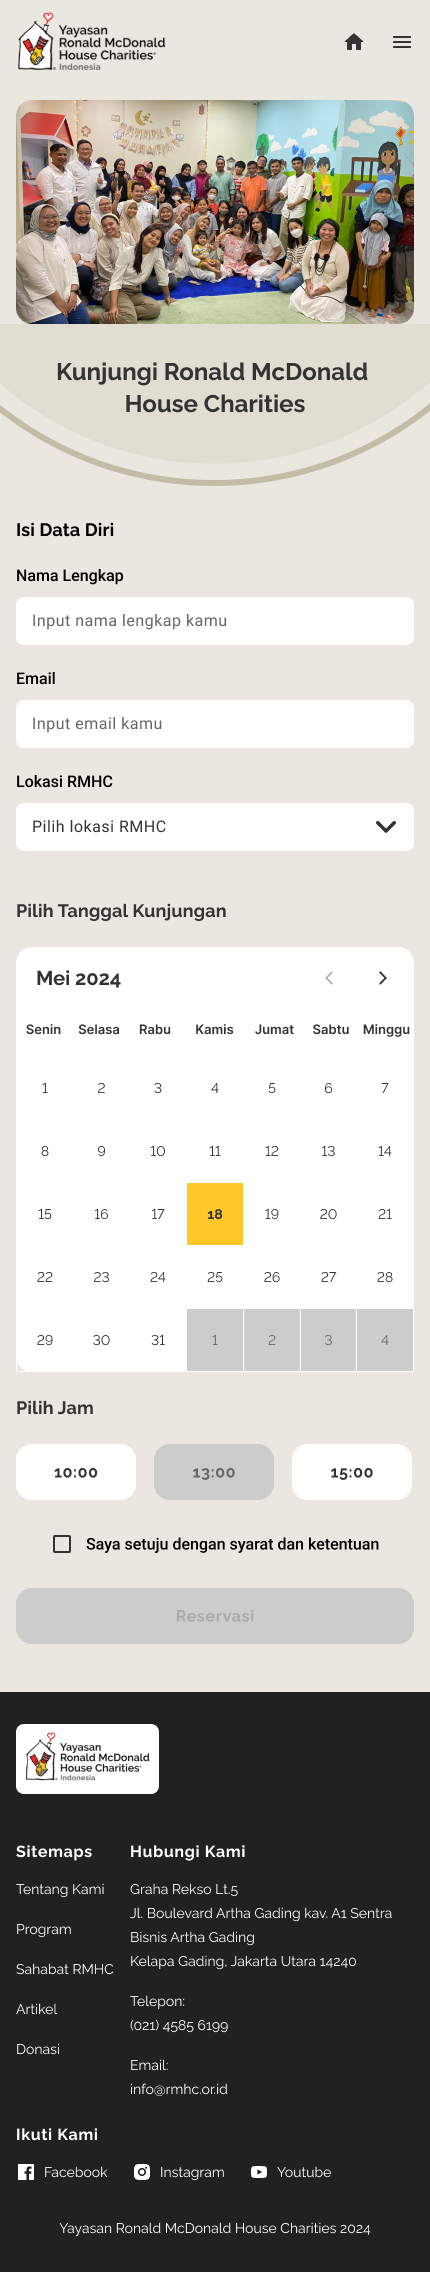 Yayasan
Ronald McDonald
House Charities
Indonesia
Kunjungi Ronald McDonald
House Charities
Isi Data Diri
Nama Lengkap
Input nama lengkap kamu
Email
Input email kamu
Lokasi RMHC
Pilih lokasi RMHC
Pilih Tanggal Kunjungan
Mei 2024
Senin Selasa Rabu Kamis Jumat Sabtu Minggu
1 2 3 4 5 6 7
8 9 10 11 12 13 14
15 16 17 18 19 20 21
22 23 24 25 26 27 28
29 30 31 1 2 3 4
Pilih Jam
10:00 13:00 15:00
Saya setuju dengan syarat dan ketentuan
Reservasi
Yayasan
Ronald McDonald
House Charities
Indonesia
Sitemaps
Tentang Kami
Program
Sahabat RMHC
Artikel
Donasi
Hubungi Kami
Graha Rekso Lt.5
Jl. Boulevard Artha Gading kav. A1 Sentra
Bisnis Artha Gading
Kelapa Gading, Jakarta Utara 14240
Telepon:
(021) 4585 6199
Email:
info@rmhc.or.id
Ikuti Kami
Facebook Instagram Youtube
Yayasan Ronald McDonald House Charities 2024